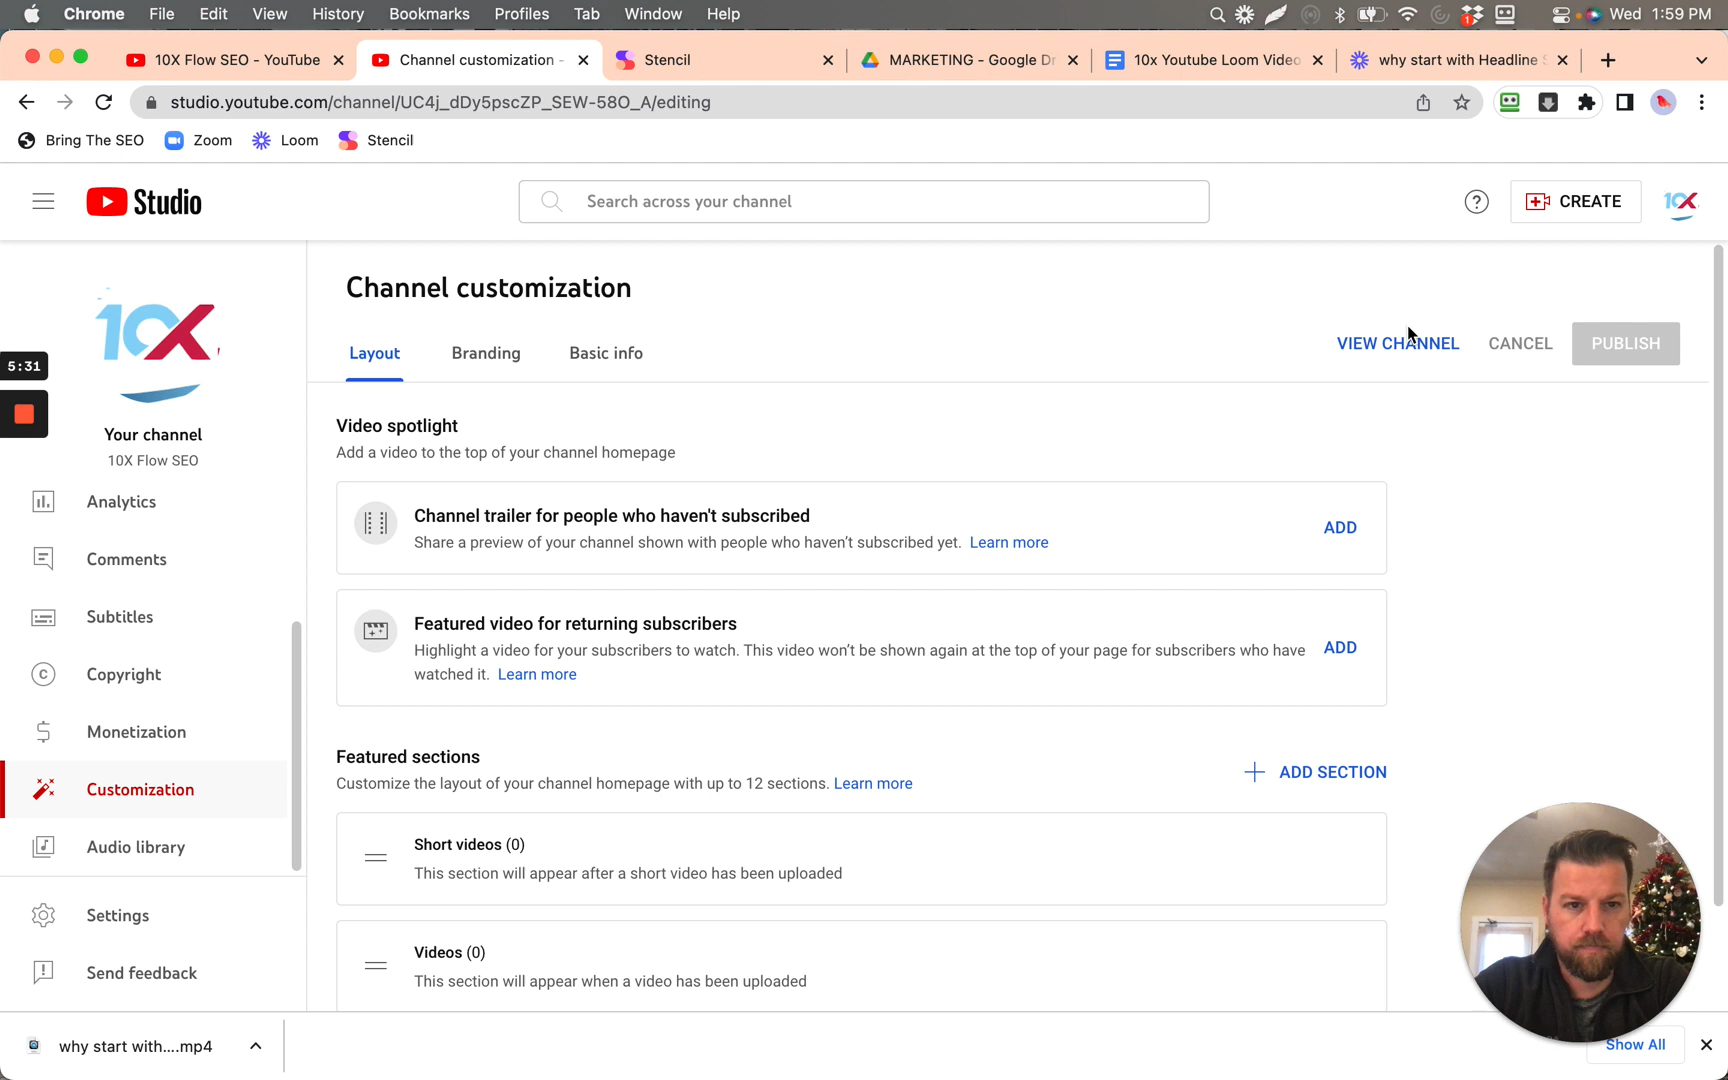 Chrome File Edit View History Bookmarks Profiles Tab Window Help 1 Wed 1:59 PM
10X Flow SEO - YouTube Channel customization - Stencil MARKETING - Google Dr 10x Youtube Loom Video why start with Headline S
studio.youtube.com/channel/UC4j_dDy5pscZP_SEW-58O_A/editing
Bring The SEO Zoom Loom Stencil
Studio Search across your channel ? CREATE 10X
10X
5:31
Your channel
10X Flow SEO
Analytics
Comments
Subtitles
Copyright
Monetization
Customization
Audio library
Settings
Send feedback
Channel customization
Layout Branding Basic info VIEW CHANNEL CANCEL PUBLISH
Video spotlight
Add a video to the top of your channel homepage
Channel trailer for people who haven't subscribed
Share a preview of your channel shown with people who haven't subscribed yet. Learn more
ADD
Featured video for returning subscribers
Highlight a video for your subscribers to watch. This video won't be shown again at the top of your page for subscribers who have
watched it. Learn more
ADD
Featured sections
Customize the layout of your channel homepage with up to 12 sections. Learn more
ADD SECTION
Short videos (0)
This section will appear after a short video has been uploaded
Videos (0)
This section will appear when a video has been uploaded
why start with....mp4 Show All